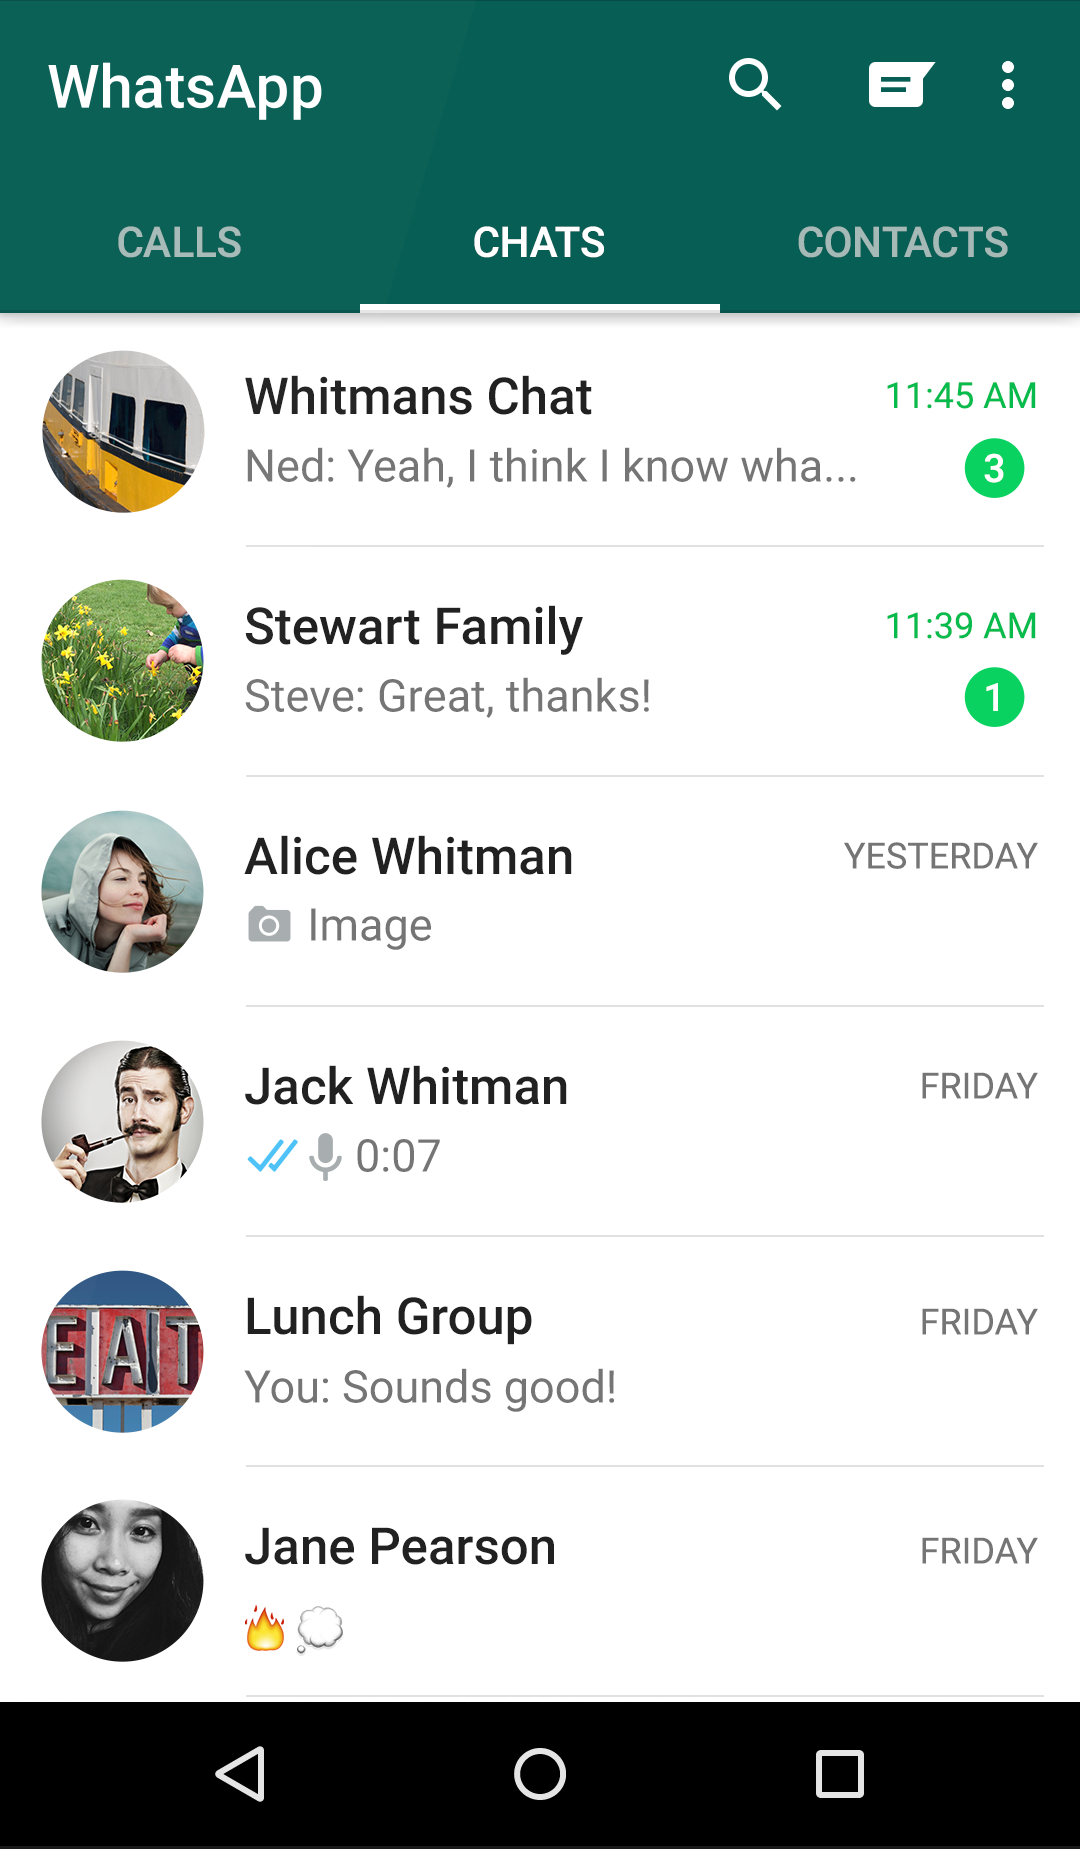 WhatsApp
CALLS CHATS CONTACTS
Whitmans Chat 11:45 AM
Ned: Yeah, I think I know wha... 3
Stewart Family 11:39 AM
Steve: Great, thanks! 1
Alice Whitman YESTERDAY
Image
Jack Whitman FRIDAY
0:07
EAT
Lunch Group FRIDAY
You: Sounds good!
Jane Pearson FRIDAY
🔥💭